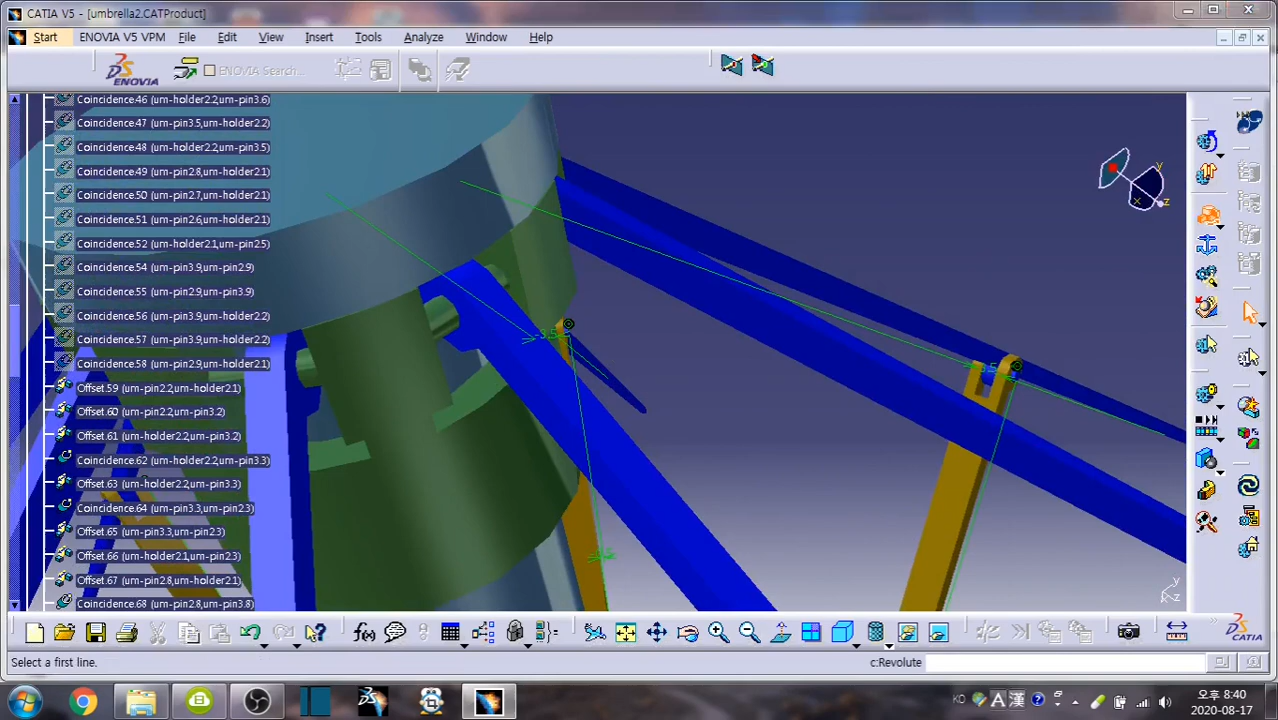 CATIA V5 - [umbrella2.CATProduct]
Start ENOVIA V5 VPM File Edit View Insert Tools Analyze Window Help
ENOVIA
ENOVIA Search...
Coincidence.46 (um-holder2.2,um-pin3.6)
Coincidence.47 (um-pin3.5,um-holder2.2)
Coincidence.48 (um-holder2.2,um-pin3.5)
Coincidence.49 (um-pin2.8,um-holder2.1)
Coincidence.50 (um-pin2.7,um-holder2.1)
Coincidence.51 (um-pin2.6,um-holder2.1)
Coincidence.52 (um-holder2.1,um-pin2.5)
Coincidence.54 (um-pin3.9,um-pin2.9)
Coincidence.55 (um-pin2.9,um-pin3.9)
Coincidence.56 (um-pin3.9,um-holder2.2)
Coincidence.57 (um-pin3.9,um-holder2.2)
Coincidence.58 (um-pin2.9,um-holder2.1)
Offset.59 (um-pin2.2,um-holder2.1)
Offset.60 (um-pin2.2,um-pin3.2)
Offset.61 (um-holder2.2,um-pin3.2)
Coincidence.62 (um-holder2.2,um-pin3.3)
Offset.63 (um-holder2.2,um-pin3.3)
Coincidence.64 (um-pin3.3,um-pin2.3)
Offset.65 (um-pin3.3,um-pin2.3)
Offset.66 (um-holder2.1,um-pin2.3)
Offset.67 (um-pin2.8,um-holder2.1)
Coincidence.68 (um-pin2.8,um-pin3.8)
-3.5
y
x
z
y
z
f(x)
CATIA
Select a first line.
c:Revolute
KO A 漢
오후 8:40
2020-08-17